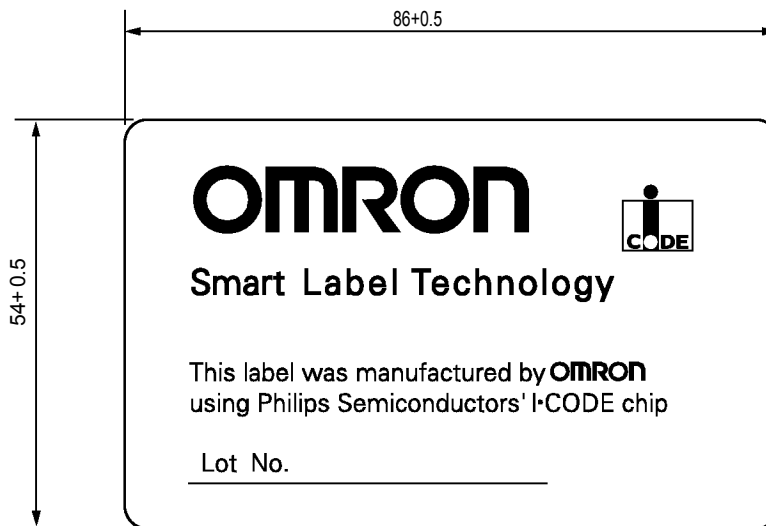 86+0.5
54+ 0.5
OMRON
i
CODE
Smart Label Technology
This label was manufactured by OMRON
using Philips Semiconductors' I•CODE chip
Lot No.